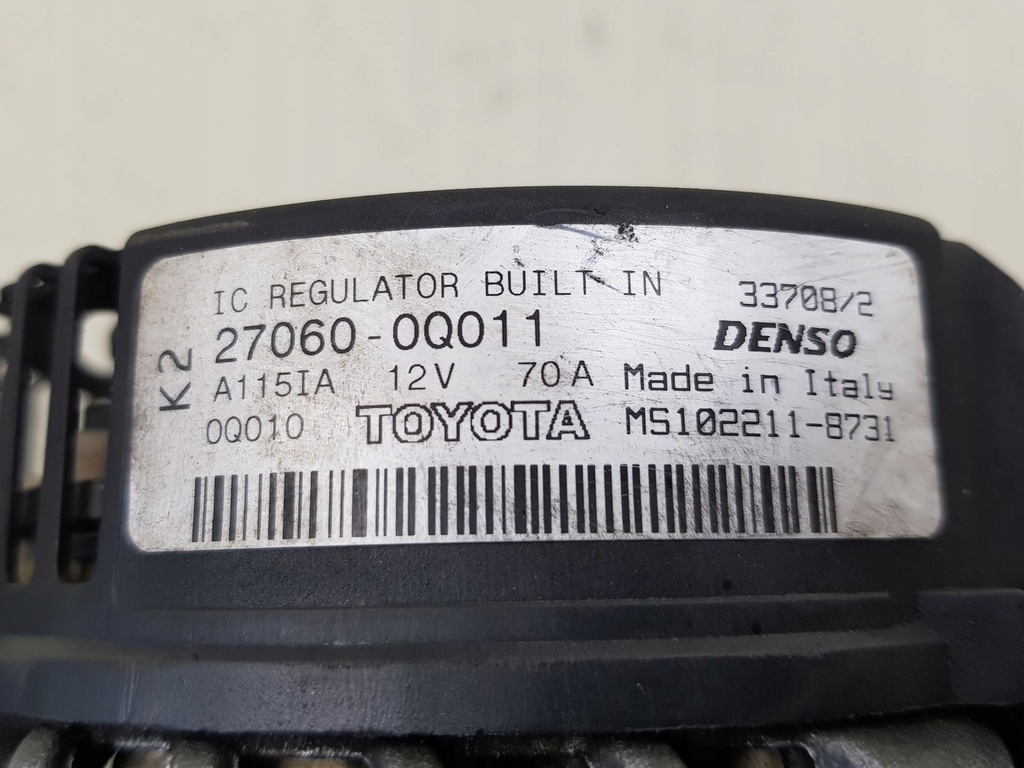 IC REGULATOR BUILT IN 33708/2
K2
27060-0Q011 DENSO
A115IA 12V 70A Made in Italy
0Q010 TOYOTA MS102211-8731